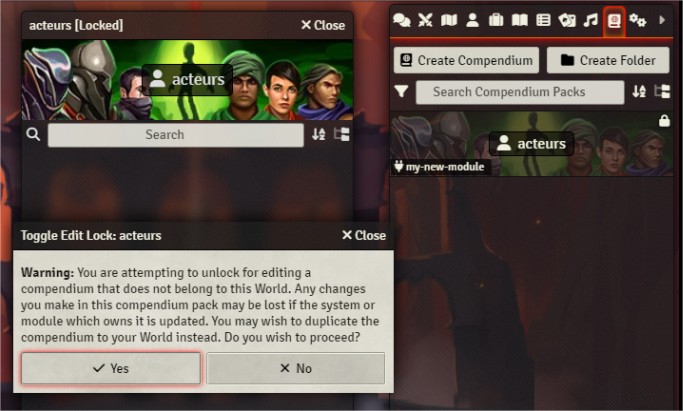 acteurs [Locked]
Close
acteurs
Search
Create Compendium
Create Folder
Search Compendium Packs
acteurs
my-new-module
Toggle Edit Lock: acteurs
Close
Warning: You are attempting to unlock for editing a
compendium that does not belong to this World. Any changes
you make in this compendium pack may be lost if the system or
module which owns it is updated. You may wish to duplicate the
compendium to your World instead. Do you wish to proceed?
Yes
No